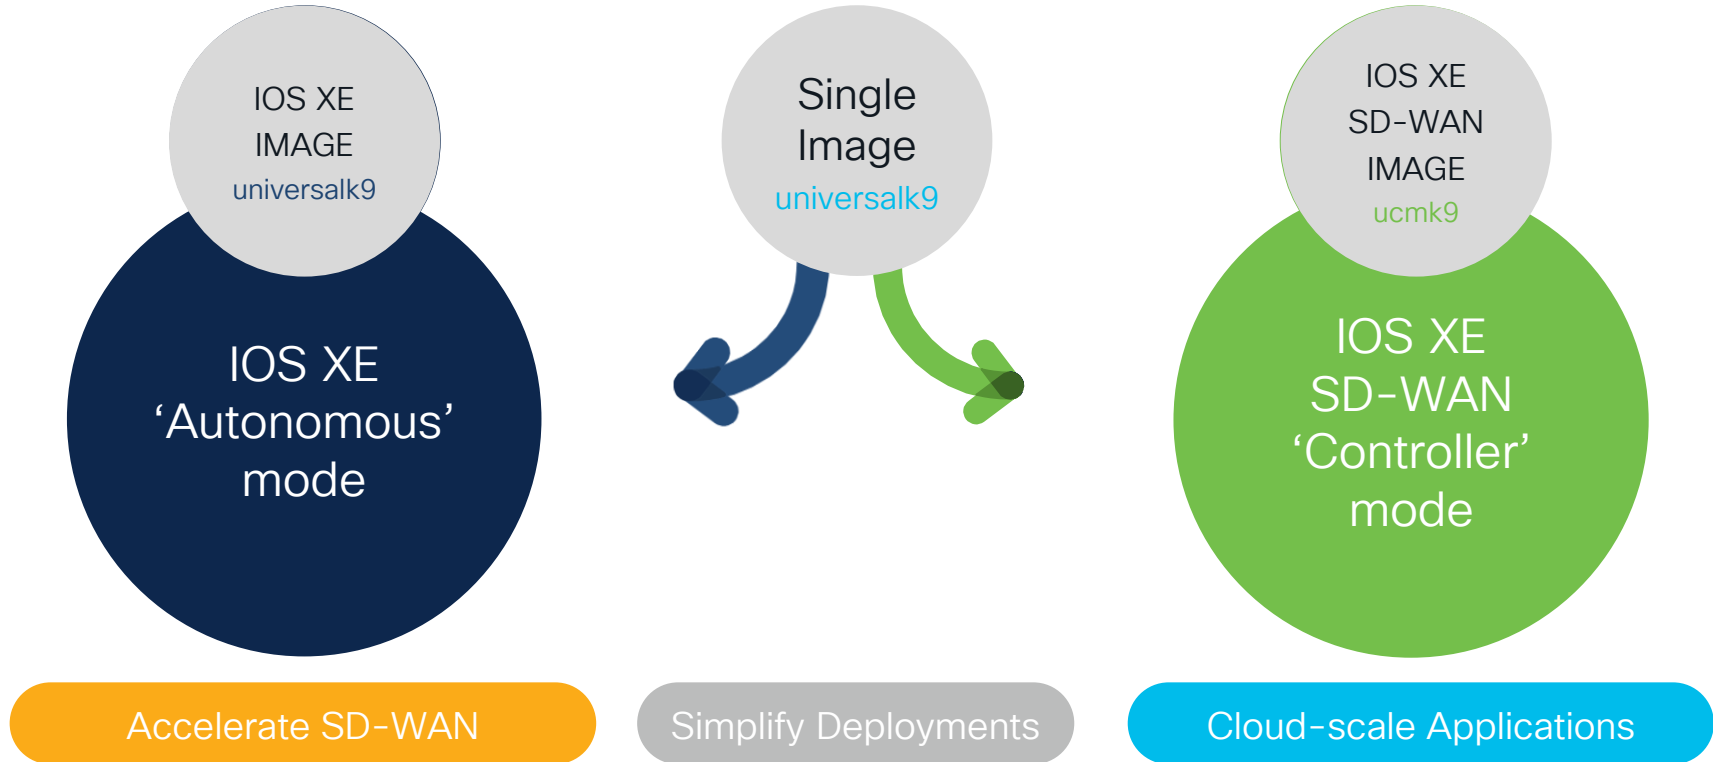 IOS XE
IMAGE
universalk9
IOS XE
‘Autonomous’
mode
Single
Image
universalk9
IOS XE
SD-WAN
IMAGE
ucmk9
IOS XE
SD-WAN
‘Controller’
mode
Accelerate SD-WAN
Simplify Deployments
Cloud-scale Applications